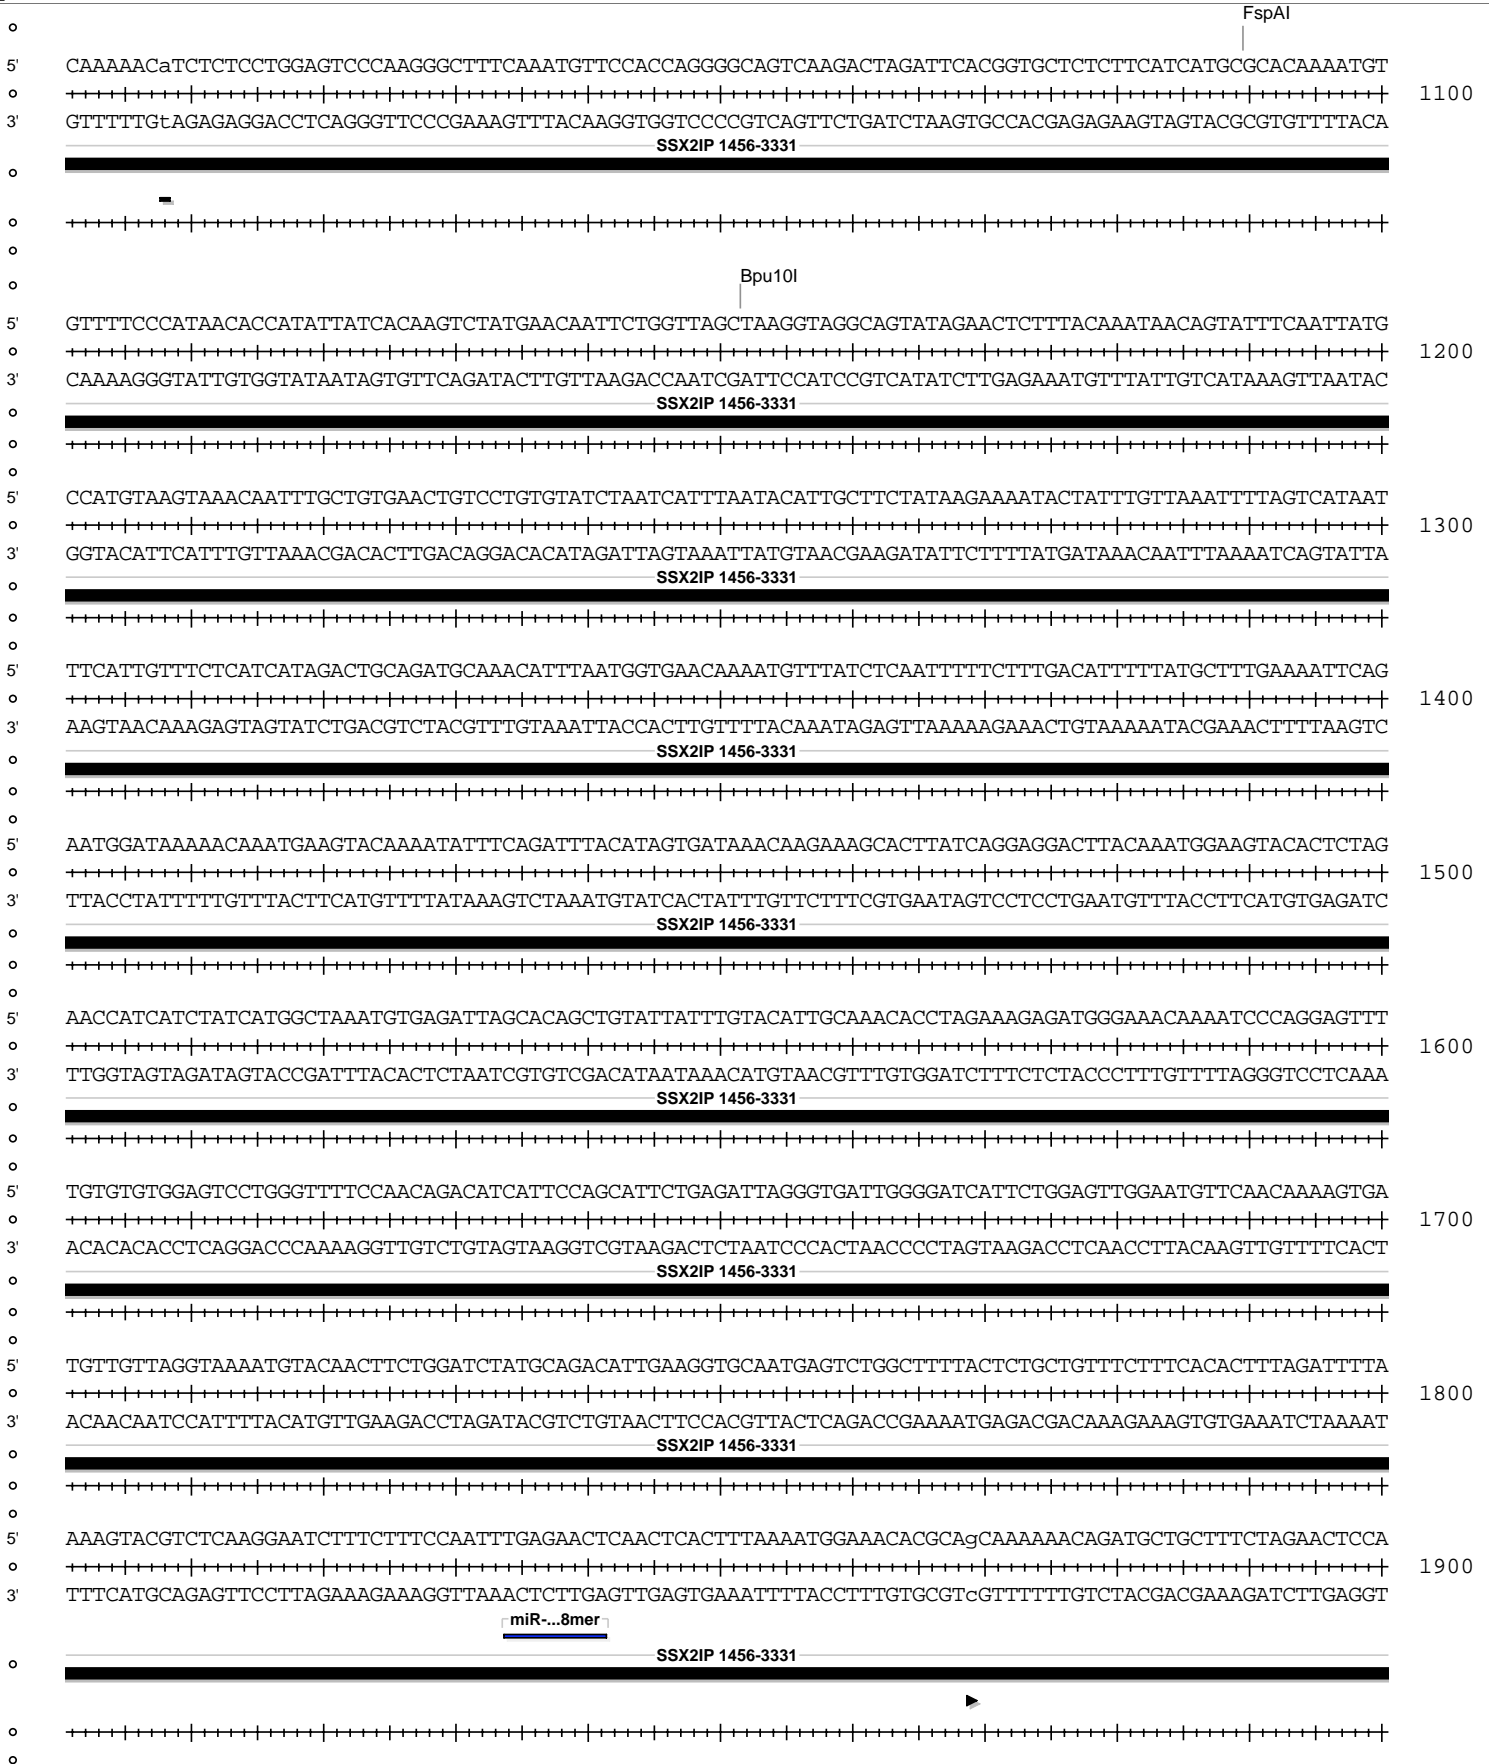 FspAI
5' CAAAAACaTCTCTCCTGGAGTCCCAAGGGCTTTCAAATGTTCCACCAGGGGCAGTCAAGACTAGATTCACGGTGCTCTCTTCATCATGCGCACAAAATGT
1100
3' GTTTTTGtAGAGAGGACCTCAGGGTTCCCGAAAGTTTACAAGGTGGTCCCCGTCAGTTCTGATCTAAGTGCCACGAGAGAAGTAGTACGCGTGTTTTACA
SSX2IP 1456-3331
Bpu10I
5' GTTTTCCCATAACACCATATTATCACAAGTCTATGAACAATTCTGGTTAGCTAAGGTAGGCAGTATAGAACTCTTTACAAATAACAGTATTTCAATTATG
1200
3' CAAAAGGGTATTGTGGTATAATAGTGTTCAGATACTTGTTAAGACCAATCGATTCCATCCGTCATATCTTGAGAAATGTTTATTGTCATAAAGTTAATAC
SSX2IP 1456-3331
5' CCATGTAAGTAAACAATTTGCTGTGAACTGTCCTGTGTATCTAATCATTTAATACATTGCTTCTATAAGAAAATACTATTTGTTAAATTTTAGTCATAAT
1300
3' GGTACATTCATTTGTTAAACGACACTTGACAGGACACATAGATTAGTAAATTATGTAACGAAGATATTCTTTTATGATAAACAATTTAAAATCAGTATTA
SSX2IP 1456-3331
5' TTCATTGTTTCTCATCATAGACTGCAGATGCAAACATTTAATGGTGAACAAAATGTTTATCTCAATTTTTCTTTGACATTTTTATGCTTTGAAAATTCAG
1400
3' AAGTAACAAAGAGTAGTATCTGACGTCTACGTTTGTAAATTACCACTTGTTTTACAAATAGAGTTAAAAAGAAACTGTAAAAATACGAAACTTTTAAGTC
SSX2IP 1456-3331
5' AATGGATAAAAACAAATGAAGTACAAAATATTTCAGATTTACATAGTGATAAACAAGAAAGCACTTATCAGGAGGACTTACAAATGGAAGTACACTCTAG
1500
3' TTACCTATTTTTGTTTACTTCATGTTTTATAAAGTCTAAATGTATCACTATTTGTTCTTTCGTGAATAGTCCTCCTGAATGTTTACCTTCATGTGAGATC
SSX2IP 1456-3331
5' AACCATCATCTATCATGGCTAAATGTGAGATTAGCACAGCTGTATTATTTGTACATTGCAAACACCTAGAAAGAGATGGGAAACAAAATCCCAGGAGTTT
1600
3' TTGGTAGTAGATAGTACCGATTTACACTCTAATCGTGTCGACATAATAAACATGTAACGTTTGTGGATCTTTCTCTACCCTTTGTTTTAGGGTCCTCAAA
SSX2IP 1456-3331
5' TGTGTGTGGAGTCCTGGGTTTTCCAACAGACATCATTCCAGCATTCTGAGATTAGGGTGATTGGGGATCATTCTGGAGTTGGAATGTTCAACAAAAGTGA
1700
3' ACACACACCTCAGGACCCAAAAGGTTGTCTGTAGTAAGGTCGTAAGACTCTAATCCCACTAACCCCTAGTAAGACCTCAACCTTACAAGTTGTTTTCACT
SSX2IP 1456-3331
5' TGTTGTTAGGTAAAATGTACAACTTCTGGATCTATGCAGACATTGAAGGTGCAATGAGTCTGGCTTTTACTCTGCTGTTTCTTTCACACTTTAGATTTTA
1800
3' ACAACAATCCATTTTACATGTTGAAGACCTAGATACGTCTGTAACTTCCACGTTACTCAGACCGAAAATGAGACGACAAAGAAAGTGTGAAATCTAAAAT
SSX2IP 1456-3331
5' AAAGTACGTCTCAAGGAATCTTTCTTTCCAATTTGAGAACTCAACTCACTTTAAAATGGAAACACGCAgCAAAAAACAGATGCTGCTTTCTAGAACTCCA
1900
3' TTTCATGCAGAGTTCCTTAGAAAGAAAGGTTAAACTCTTGAGTTGAGTGAAATTTTACCTTTGTGCGTcGTTTTTTGTCTACGACGAAAGATCTTGAGGT
miR-...8mer
SSX2IP 1456-3331